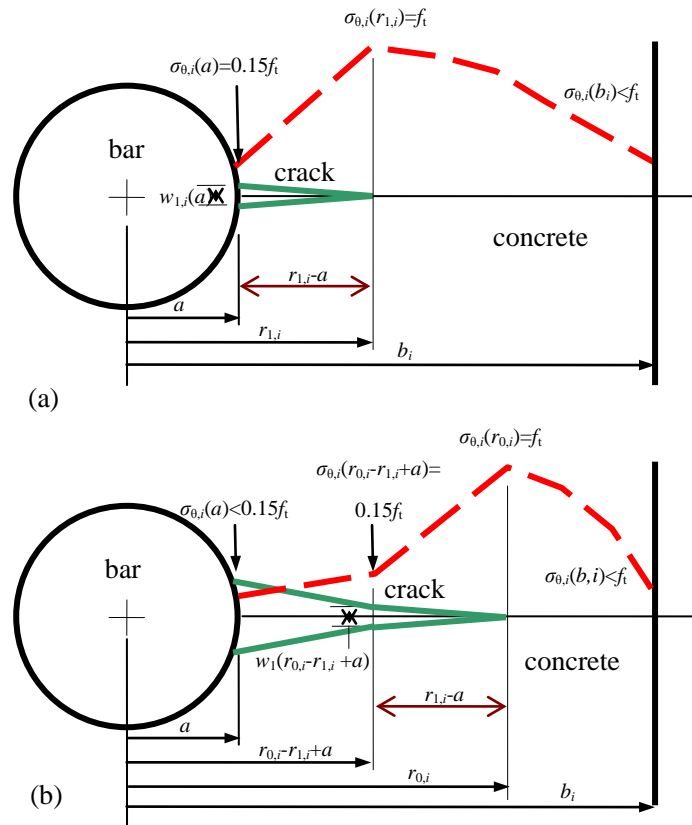 σθ,i(r1,i)=ft
σθ,i(a)=0.15ft
σθ,i(bi)<ft
bar
crack
w1,i(a)
concrete
r1,i-a
a
r1,i
bi
(a)
σθ,i(r0,i)=ft
σθ,i(r0,i-r1,i+a)=
σθ,i(a)<0.15ft
0.15ft
bar
σθ,i(b,i)<ft
crack
w1(r0,i-r1,i +a)
concrete
r1,i-a
a
r0,i-r1,i+a
r0,i
(b)
bi